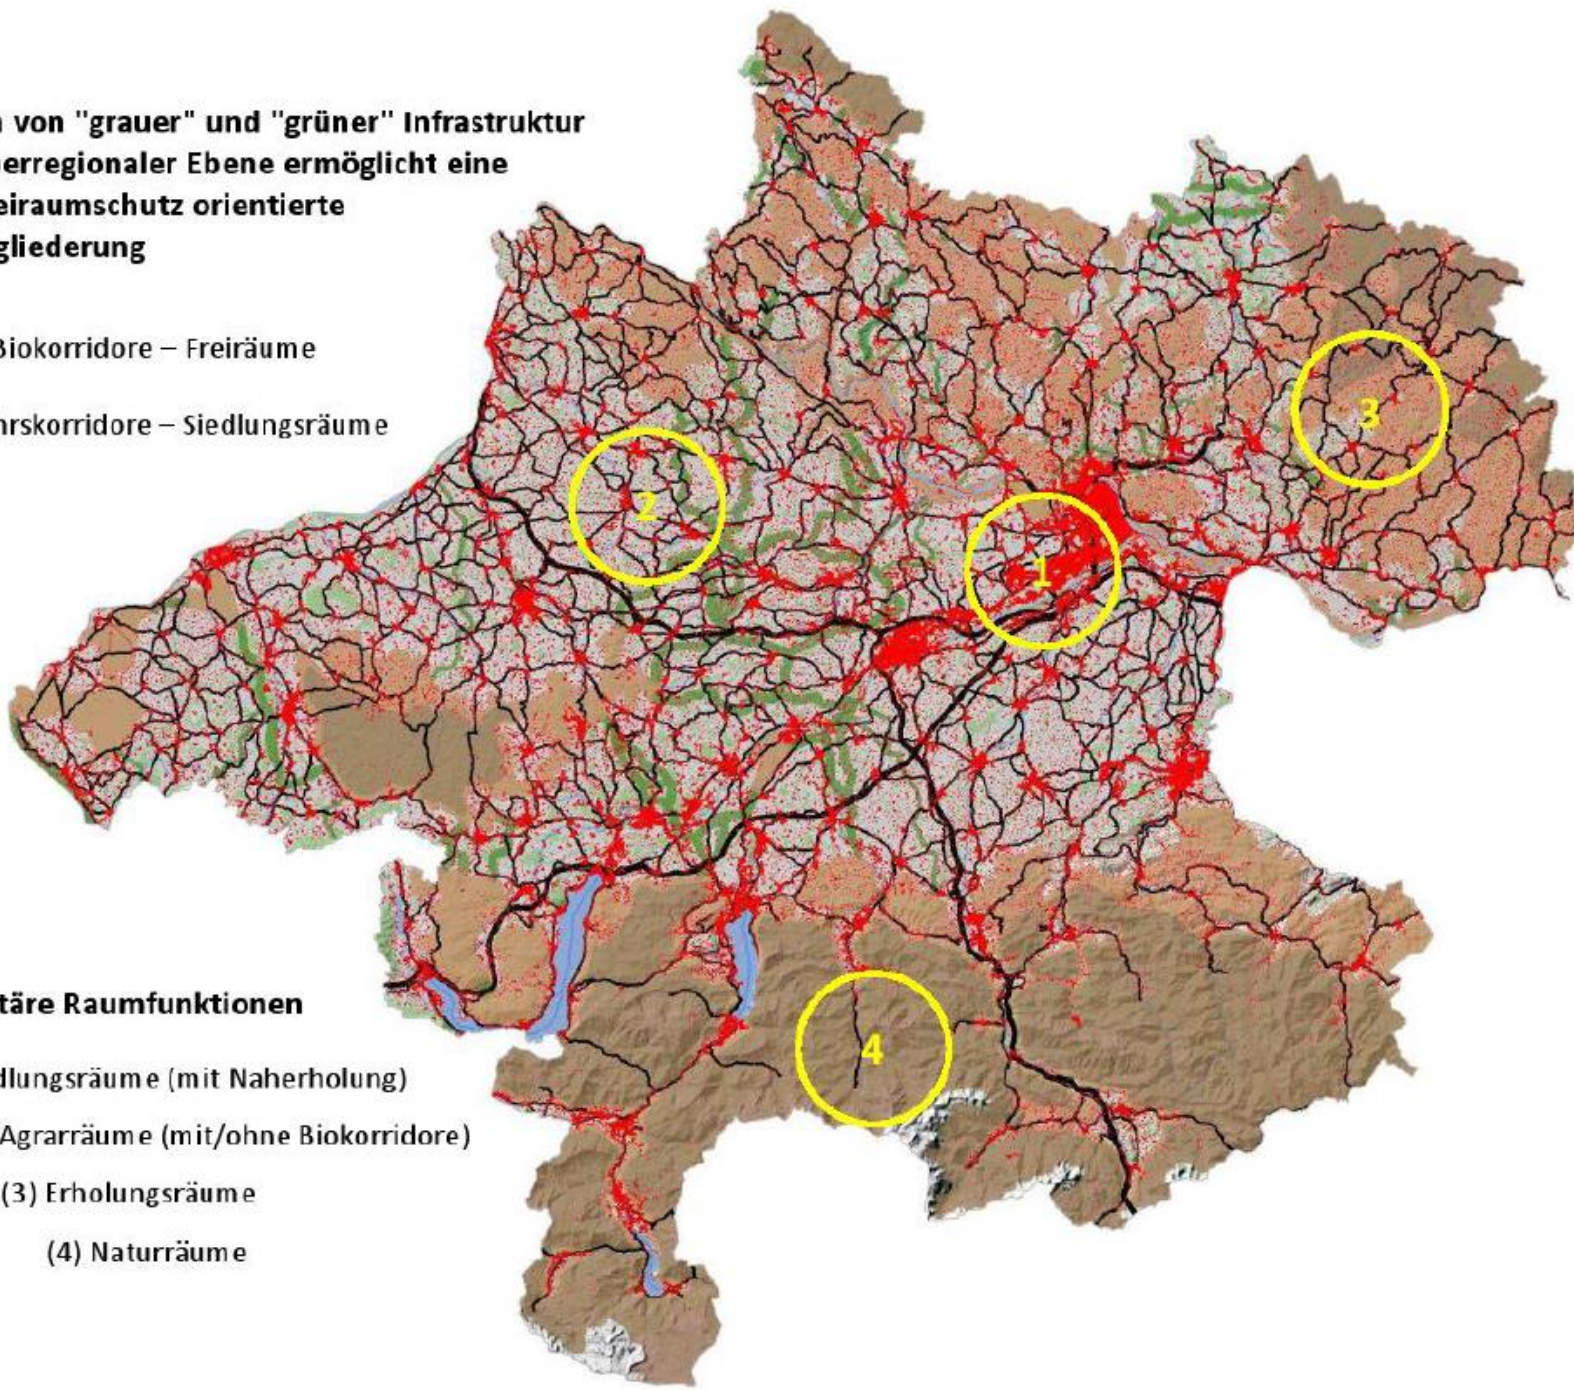 von "grauer" und "grüner" Infrastruktur
erregionaler Ebene ermöglicht eine
eiraumschutz orientierte
gliederung
Biokorridore – Freiräume
hrskorridore – Siedlungsräume
3
2
1
4
täre Raumfunktionen
dlungsräume (mit Naherholung)
Agrarräume (mit/ohne Biokorridore)
(3) Erholungsräume
(4) Naturräume